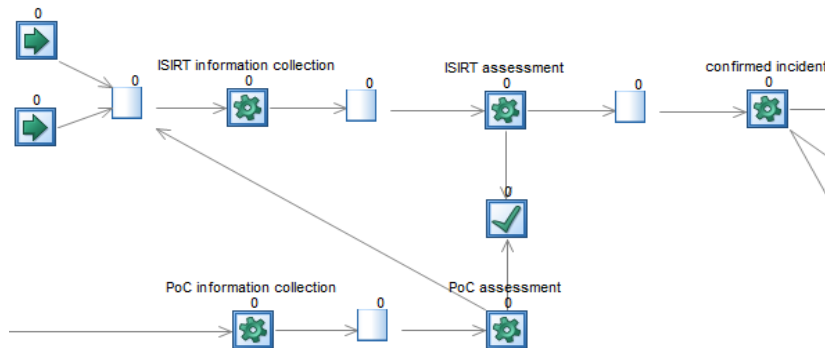 0
0
0
ISIRT information collection
0
0
ISIRT assessment
0
0
confirmed incident
0
0
PoC information collection
0
0
PoC assessment
0